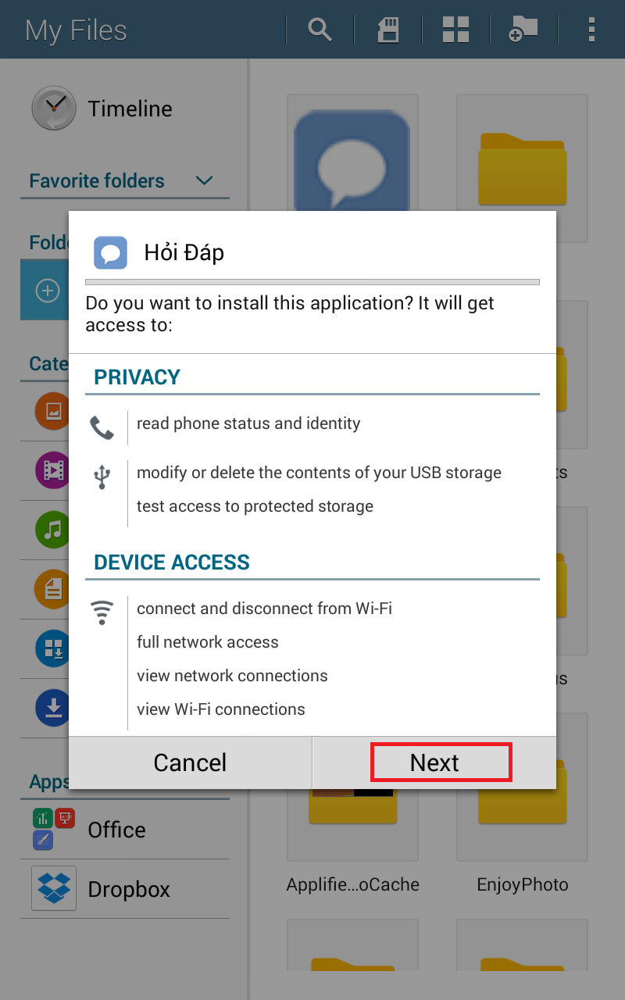 My Files
Timeline
Favorite folders
Fold
Hỏi Đáp
Do you want to install this application? It will get
access to:
Cate
PRIVACY
read phone status and identity
modify or delete the contents of your USB storage
ts
test access to protected storage
DEVICE ACCESS
connect and disconnect from Wi-Fi
full network access
view network connections
us
view Wi-Fi connections
Cancel
Next
Apps
Office
Applifie...oCache
EnjoyPhoto
Dropbox